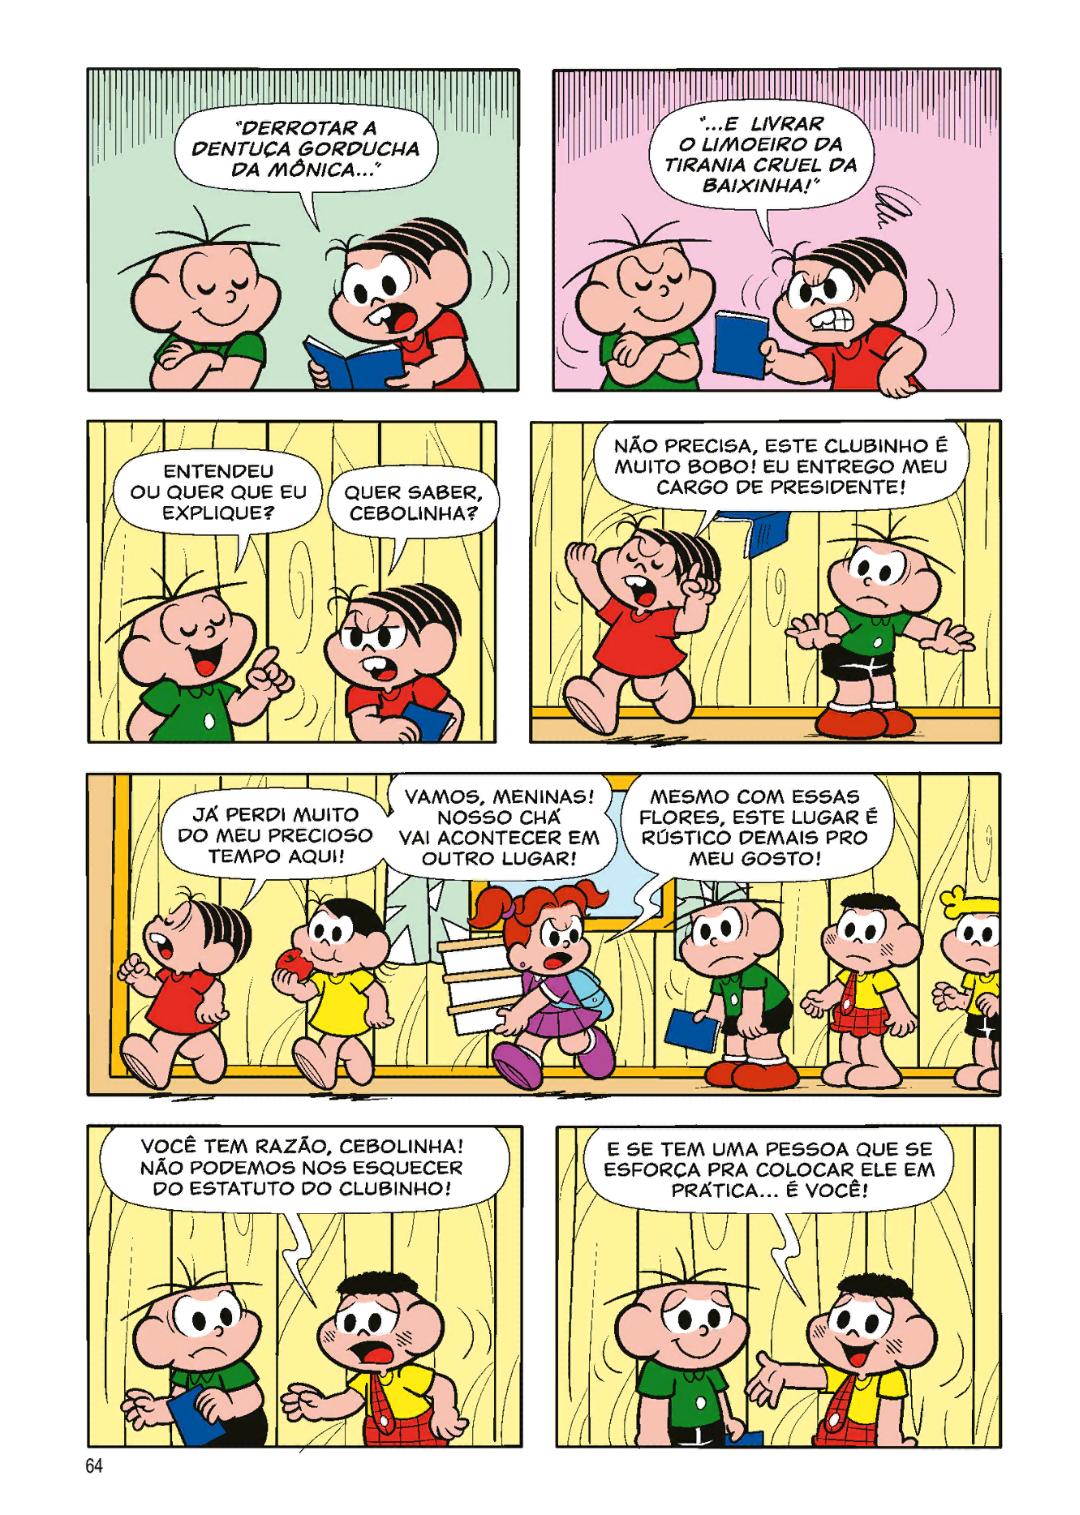 "DERROTAR A
DENTUÇA GORDUCHA
DA MÔNICA..."
"...E LIVRAR
O LIMOEIRO DA
TIRANIA CRUEL DA
BAIXINHA!"
ENTENDEU
OU QUER QUE EU
EXPLIQUE?
QUER SABER,
CEBOLINHA?
NÃO PRECISA, ESTE CLUBINHO É
MUITO BOBO! EU ENTREGO MEU
CARGO DE PRESIDENTE!
JÁ PERDI MUITO
DO MEU PRECIOSO
TEMPO AQUI!
VAMOS, MENINAS!
NOSSO CHÁ
VAI ACONTECER EM
OUTRO LUGAR!
MESMO COM ESSAS
FLORES, ESTE LUGAR É
RÚSTICO DEMAIS PRO
MEU GOSTO!
VOCÊ TEM RAZÃO, CEBOLINHA!
NÃO PODEMOS NOS ESQUECER
DO ESTATUTO DO CLUBINHO!
E SE TEM UMA PESSOA QUE SE
ESFORÇA PRA COLOCAR ELE EM
PRÁTICA... É VOCÊ!
64